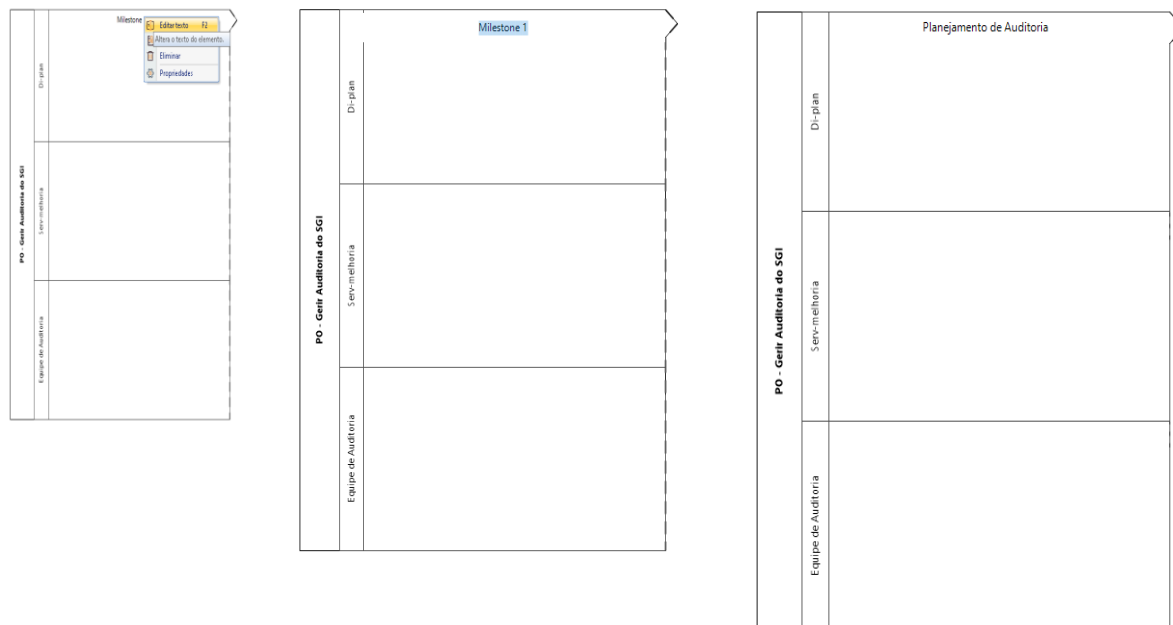 Milestone
Editar texto F2
Altera o texto do elemento.
Eliminar
Propriedades
PO - Gerir Auditoria do SGI
Di-plan
Serv-melhoria
Equipe de Auditoria
Milestone 1
PO - Gerir Auditoria do SGI
Di-plan
Serv-melhoria
Equipe de Auditoria
Planejamento de Auditoria
PO - Gerir Auditoria do SGI
Di-plan
Serv-melhoria
Equipe de Auditoria